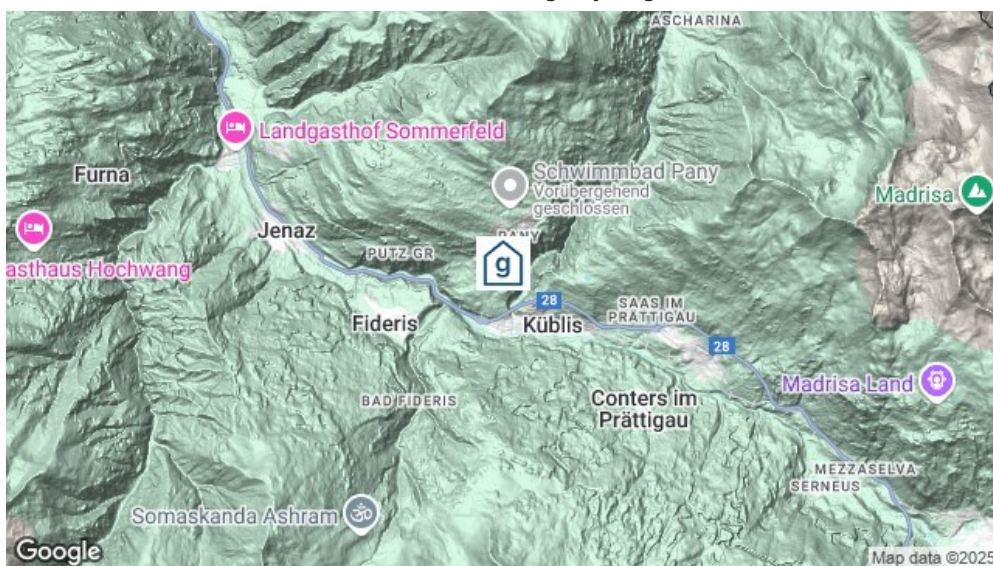 ASCHARINA
Landgasthof Sommerfeld
Furna
Schwimmbad Pany
Vorübergehend
geschlossen
Madrisa
Jenaz
PANY
PUTZ GR
g
asthaus Hochwang
28
SAAS IM
PRÄTTIGAU
Fideris
Küblis
28
Madrisa Land
BAD FIDERIS
Conters im
Prättigau
MEZZASELVA
SERNEUS
Somaskanda Ashram
Google
Map data ©2025